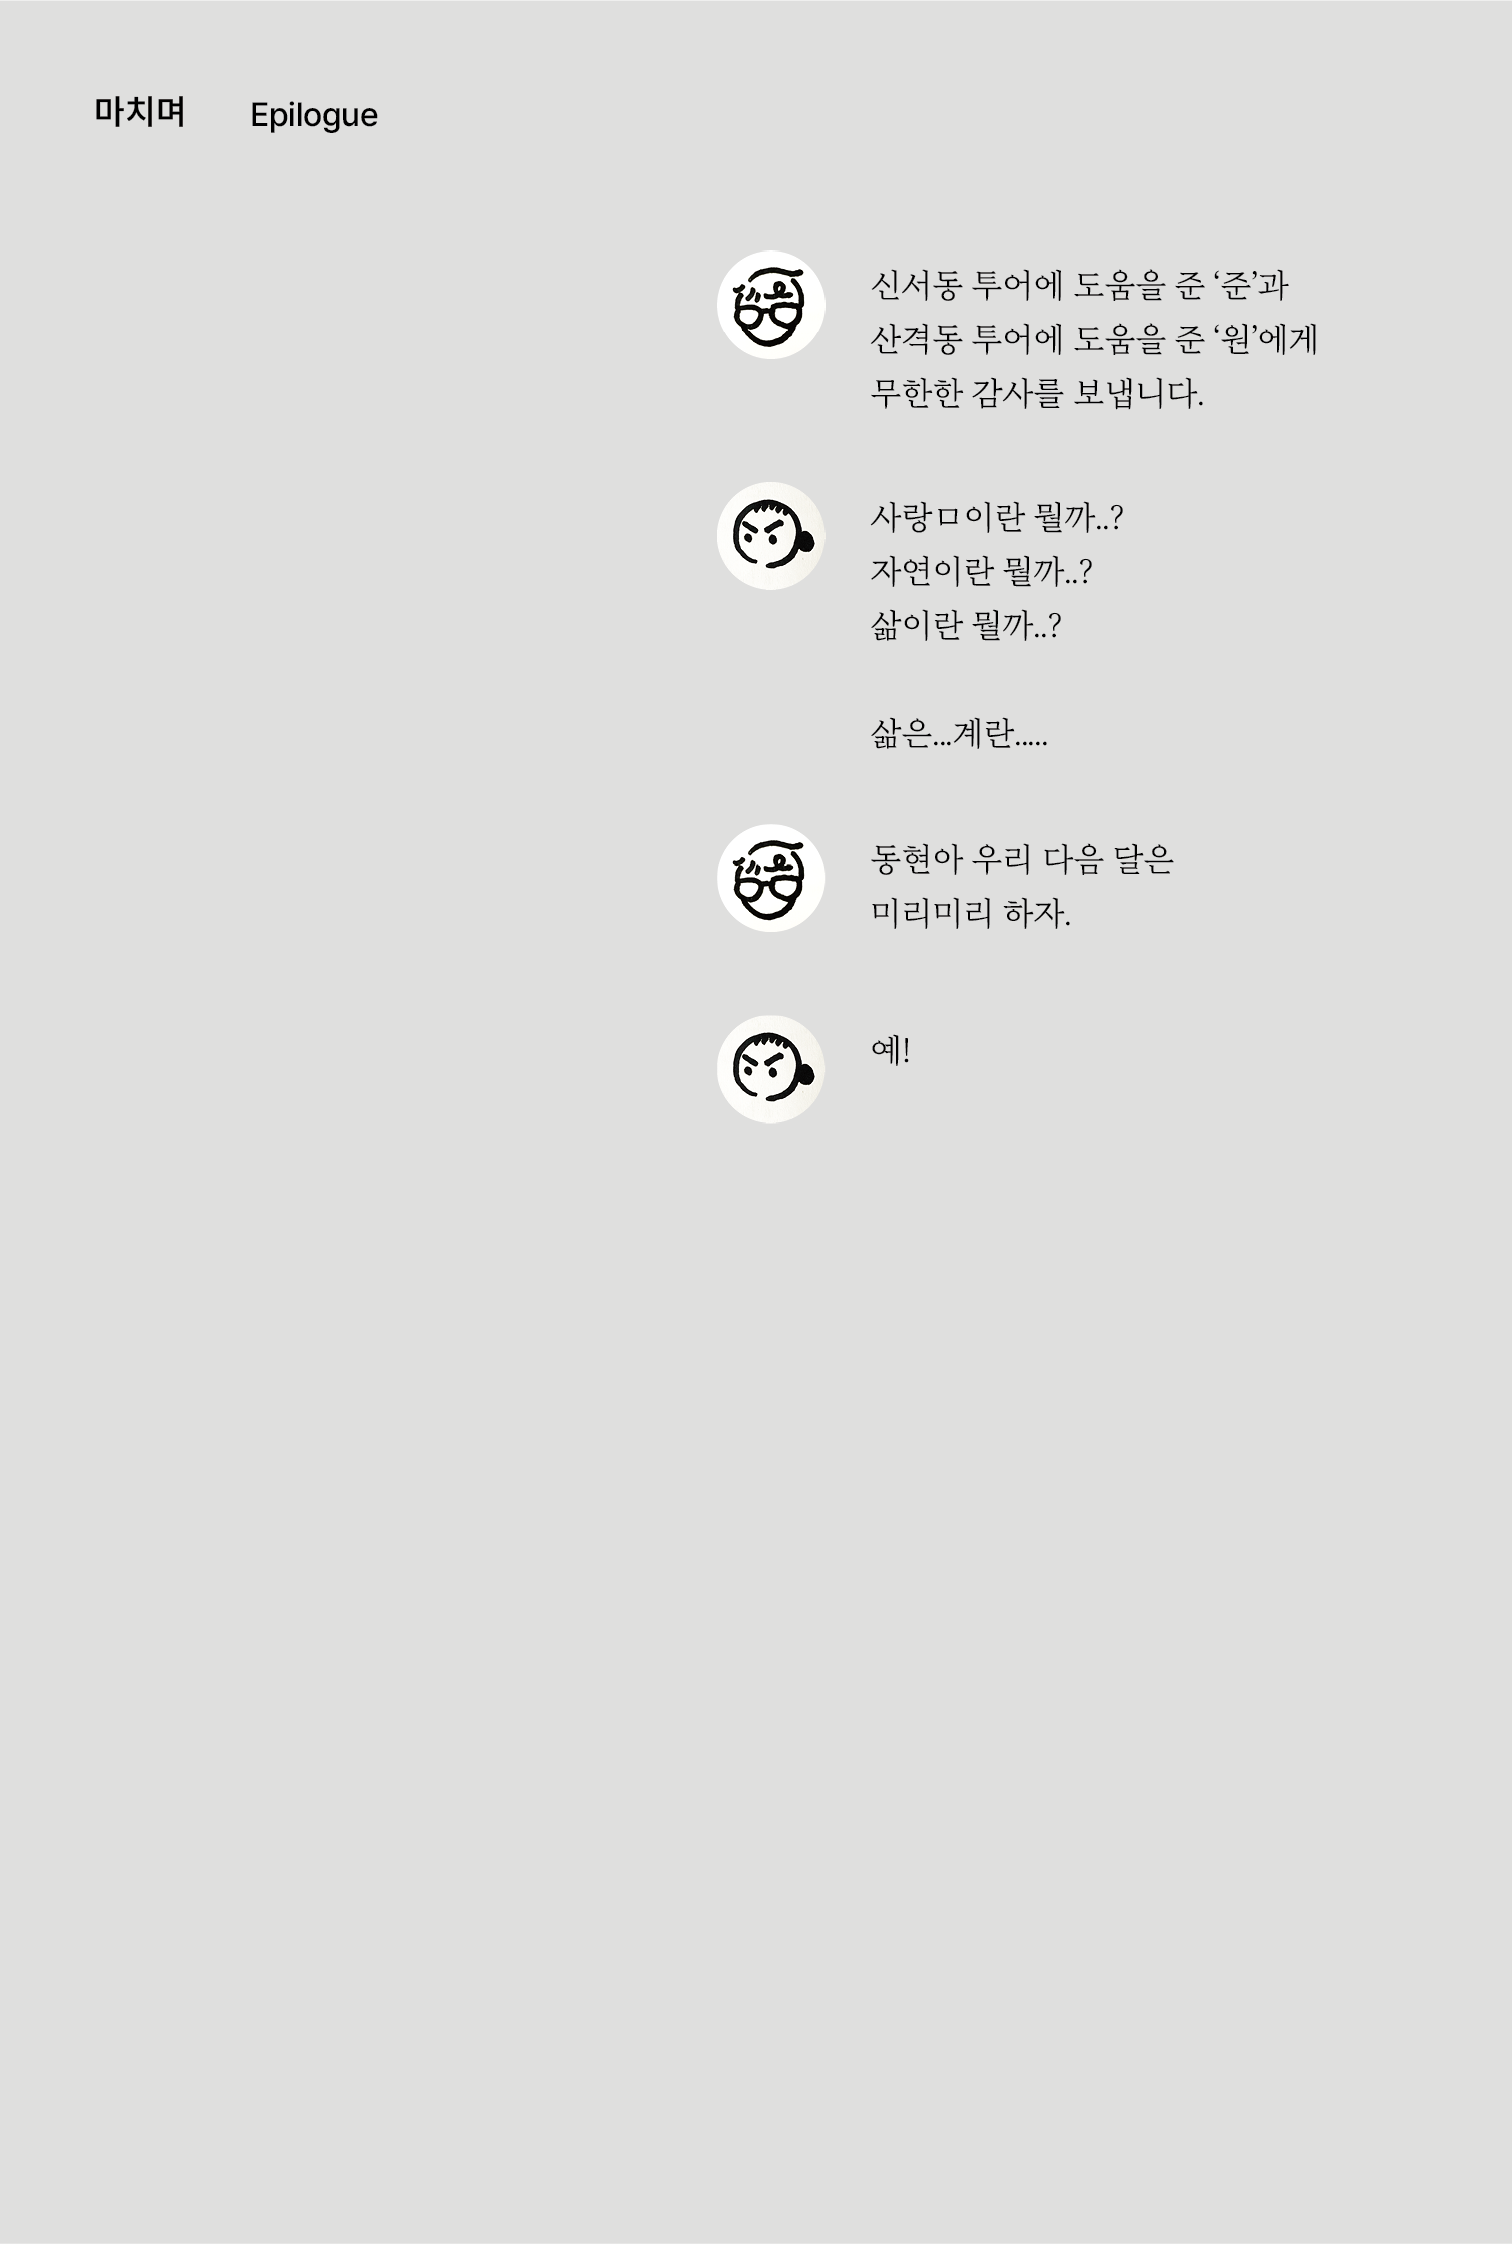 마치며 Epilogue
신서동 투어에 도움을 준 ‘준’과
산격동 투어에 도움을 준 ‘원’에게
무한한 감사를 보냅니다.
사랑ㅁ이란 뭘까..?
자연이란 뭘까..?
삶이란 뭘까..?
삶은...계란.....
동현아 우리 다음 달은
미리미리 하자.
예!